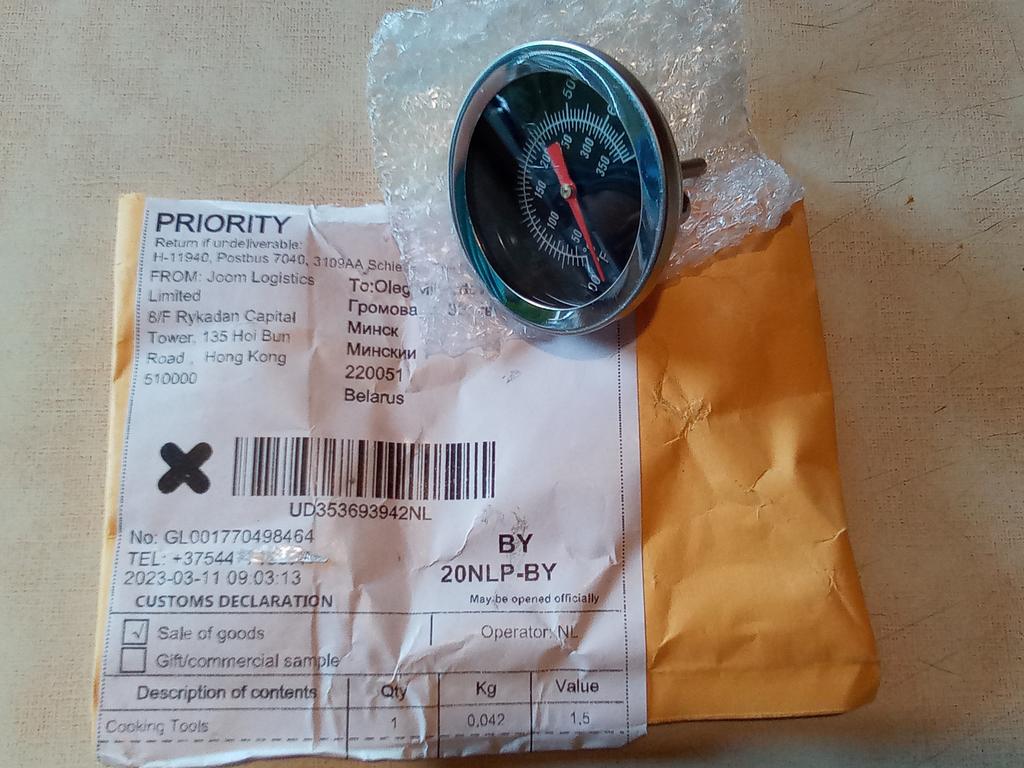 PRIORITY
Return if undeliverable:
H-11940, Postbus 7040, 3109AA Schie
FROM: Joom Logistics
Limited
8/F Rykadan Capital
Tower, 135 Hoi Bun
Road , Hong Kong
510000
To:Oleg
Громова
Минск
Минскии
220051
Belarus
UD353693942NL
No: GL001770498464
TEL: +37544
2023-03-11 09:03:13
BY
20NLP-BY
May be opened officially
CUSTOMS DECLARATION
Sale of goods
Operator: NL
Gift/commercial sample
Description of contents Qty Kg Value
Cooking Tools 1 0,042 1,5
50
100
150
200
300
350
°F